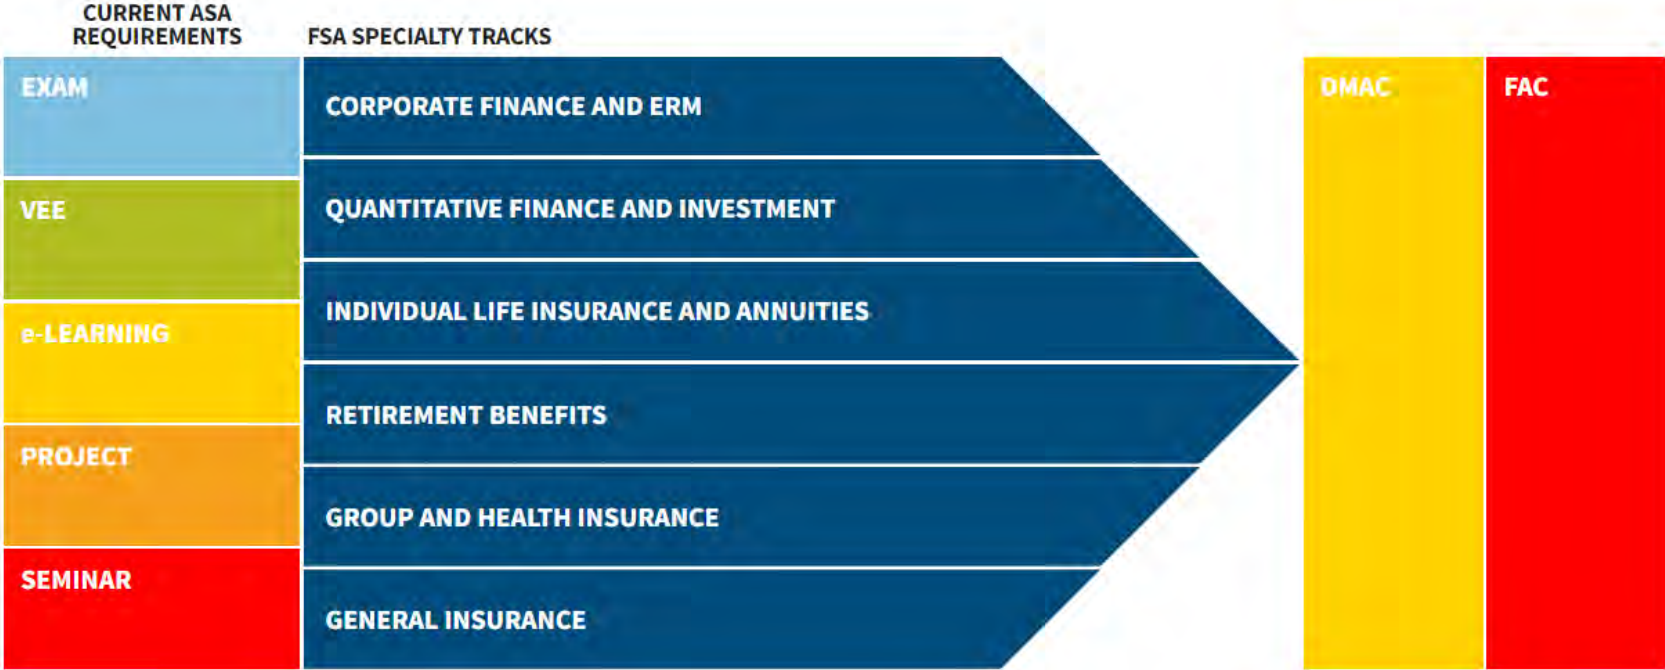 CURRENT ASA
REQUIREMENTS
FSA SPECIALTY TRACKS
EXAM
VEE
e-LEARNING
PROJECT
SEMINAR
CORPORATE FINANCE AND ERM
QUANTITATIVE FINANCE AND INVESTMENT
INDIVIDUAL LIFE INSURANCE AND ANNUITIES
RETIREMENT BENEFITS
GROUP AND HEALTH INSURANCE
GENERAL INSURANCE
DMAC
FAC